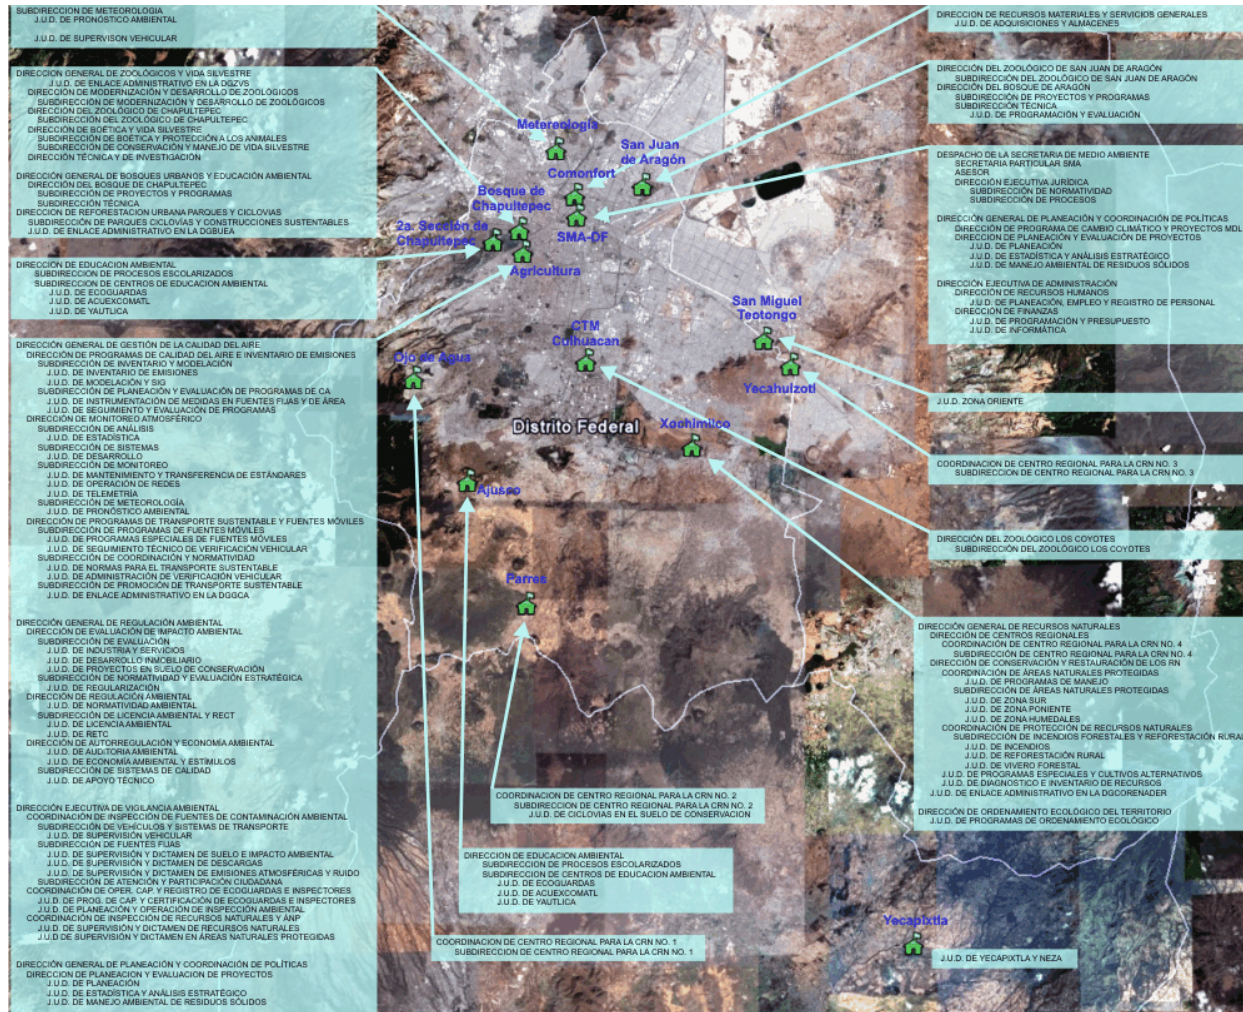 SUBDIRECCION DE METEOROLOGIA
J.U.D. DE PRONÓSTICO AMBIENTAL
J.U.D. DE SUPERVISON VEHICULAR
DIRECCION GENERAL DE ZOOLÓGICOS Y VIDA SILVESTRE
J.U.D. DE ENLACE ADMINISTRATIVO EN LA DGZVS
DIRECCIÓN DE MODERNIZACIÓN Y DESARROLLO DE ZOOLÓGICOS
SUBDIRECCIÓN DE MODERNIZACIÓN Y DESARROLLO DE ZOOLÓGICOS
DIRECCIÓN DEL ZOOLÓGICO DE CHAPULTEPEC
SUBDIRECCIÓN DEL ZOOLÓGICO DE CHAPULTEPEC
DIRECCIÓN DE BOÉTICA Y VIDA SILVESTRE
SUBDIRECCIÓN DE BOÉTICA Y PROTECCIÓN A LOS ANIMALES
SUBDIRECCIÓN DE CONSERVACIÓN Y MANEJO DE VIDA SILVESTRE
DIRECCIÓN TÉCNICA Y DE INVESTIGACIÓN
DIRECCIÓN GENERAL DE BOSQUES URBANOS Y EDUCACIÓN AMBIENTAL
DIRECCIÓN DEL BOSQUE DE CHAPULTEPEC
SUBDIRECCIÓN DE PROYECTOS Y PROGRAMAS
SUBDIRECCIÓN TÉCNICA
DIRECCIÓN DE REFORESTACION URBANA PARQUES Y CICLOVIAS
SUBDIRECCIÓN DE PARQUES CICLOVÍAS Y CONSTRUCCIONES SUSTENTABLES
J.U.D. DE ENLACE ADMINISTRATIVO EN LA DGBUEA
DIRECCION DE EDUCACION AMBIENTAL
SUBDIRECCION DE PROCESOS ESCOLARIZADOS
SUBDIRECCION DE CENTROS DE EDUCACION AMBIENTAL
J.U.D. DE ECOGUARDAS
J.U.D. DE ACUEXCOMATL
J.U.D. DE YAUTLICA
DIRECCIÓN GENERAL DE GESTIÓN DE LA CALIDAD DEL AIRE
DIRECCIÓN DE PROGRAMAS DE CALIDAD DEL AIRE E INVENTARIO DE EMISIONES
SUBDIRECCIÓN DE INVENTARIO Y MODELACIÓN
J.U.D. DE INVENTARIO DE EMISIONES
J.U.D. DE MODELACIÓN Y SIG
SUBDIRECCIÓN DE PLANEACIÓN Y EVALUACIÓN DE PROGRAMAS DE CA
J.U.D. DE INSTRUMENTACIÓN DE MEDIDAS EN FUENTES FIJAS Y DE ÁREA
J.U.D. DE SEGUIMIENTO Y EVALUACIÓN DE PROGRAMAS
DIRECCIÓN DE MONITOREO ATMOSFÉRICO
SUBDIRECCIÓN DE ANÁLISIS
J.U.D. DE ESTADÍSTICA
SUBDIRECCIÓN DE SISTEMAS
J.U.D. DE DESARROLLO
SUBDIRECCIÓN DE MONITOREO
J.U.D. DE MANTENIMIENTO Y TRANSFERENCIA DE ESTÁNDARES
J.U.D. DE OPERACIÓN DE REDES
J.U.D. DE TELEMETRÍA
SUBDIRECCIÓN DE METEOROLOGÍA
J.U.D. DE PRONÓSTICO AMBIENTAL
DIRECCIÓN DE PROGRAMAS DE TRANSPORTE SUSTENTABLE Y FUENTES MÓVILES
SUBDIRECCIÓN DE PROGRAMAS DE FUENTES MÓVILES
J.U.D. DE PROGRAMAS ESPECIALES DE FUENTES MÓVILES
J.U.D. DE SEGUIMIENTO TÉCNICO DE VERIFICACIÓN VEHICULAR
SUBDIRECCIÓN DE COORDINACIÓN Y NORMATIVIDAD
J.U.D. DE NORMAS PARA EL TRANSPORTE SUSTENTABLE
J.U.D. DE ADMINISTRACIÓN DE VERIFICACIÓN VEHICULAR
SUBDIRECCIÓN DE PROMOCIÓN DE TRANSPORTE SUSTENTABLE
J.U.D. DE ENLACE ADMINISTRATIVO EN LA DGGCA
DIRECCIÓN GENERAL DE REGULACIÓN AMBIENTAL
DIRECCIÓN DE EVALUACIÓN DE IMPACTO AMBIENTAL
SUBDIRECCIÓN DE EVALUACIÓN
J.U.D. DE INDUSTRIA Y SERVICIOS
J.U.D. DE DESARROLLO INMOBILIARIO
J.U.D. DE PROYECTOS EN SUELO DE CONSERVACIÓN
SUBDIRECCIÓN DE NORMATIVIDAD Y EVALUACIÓN ESTRATÉGICA
J.U.D. DE REGULARIZACIÓN
DIRECCIÓN DE REGULACIÓN AMBIENTAL
J.U.D. DE NORMATIVIDAD AMBIENTAL
SUBDIRECCIÓN DE LICENCIA AMBIENTAL Y RECT
J.U.D. DE LICENCIA AMBIENTAL
J.U.D. DE RETC
DIRECCIÓN DE AUTORREGULACIÓN Y ECONOMÍA AMBIENTAL
J.U.D. DE AUDITORIA AMBIENTAL
J.U.D. DE ECONOMÍA AMBIENTAL Y ESTÍMULOS
SUBDIRECCIÓN DE SISTEMAS DE CALIDAD
J.U.D. DE APOYO TÉCNICO
DIRECCIÓN EJECUTIVA DE VIGILANCIA AMBIENTAL
COORDINACIÓN DE INSPECCIÓN DE FUENTES DE CONTAMINACIÓN AMBIENTAL
SUBDIRECCIÓN DE VEHÍCULOS Y SISTEMAS DE TRANSPORTE
J.U.D. DE SUPERVISIÓN VEHICULAR
SUBDIRECCIÓN DE FUENTES FIJAS
J.U.D. DE SUPERVISIÓN Y DICTAMEN DE SUELO E IMPACTO AMBIENTAL
J.U.D. DE SUPERVISIÓN Y DICTAMEN DE DESCARGAS
J.U.D. DE SUPERVISIÓN Y DICTAMEN DE EMISIONES ATMOSFÉRICAS Y RUIDO
SUBDIRECCIÓN DE ATENCIÓN Y PARTICIPACIÓN CIUDADANA
COORDINACIÓN DE OPER. CAP. Y REGISTRO DE ECOGUARDAS E INSPECTORES
J.U.D. DE PROG. DE CAP. Y CERTIFICACIÓN DE ECOGUARDAS E INSPECTORES
J.U.D. DE PLANEACIÓN Y OPERACIÓN DE INSPECCIÓN AMBIENTAL
COORDINACIÓN DE INSPECCIÓN DE RECURSOS NATURALES Y ANP
J.U.D. DE SUPERVISIÓN Y DICTAMEN DE RECURSOS NATURALES
J.U.D DE SUPERVISIÓN Y DICTAMEN EN ÁREAS NATURALES PROTEGIDAS
DIRECCIÓN GENERAL DE PLANEACIÓN Y COORDINACIÓN DE POLÍTICAS
DIRECCION DE PLANEACION Y EVALUACION DE PROYECTOS
J.U.D. DE PLANEACIÓN
J.U.D. DE ESTADÍSTICA Y ANÁLISIS ESTRATÉGICO
J.U.D. DE MANEJO AMBIENTAL DE RESIDUOS SÓLIDOS
Metereología
San Juan
de Aragón
Comonfort
Bosque de
Chapultepec
2a. Sección de
Chapultepec
SMA-DF
Agricultura
San Miguel
Teotongo
CTM
Culhuacan
Ojo de Agua
Yecahuizotl
Distrito Federal
Xochimilco
Ajusco
Parres
Yecapixtla
COORDINACION DE CENTRO REGIONAL PARA LA CRN NO. 2
SUBDIRECCION DE CENTRO REGIONAL PARA LA CRN NO. 2
J.U.D. DE CICLOVIAS EN EL SUELO DE CONSERVACION
DIRECCION DE EDUCACION AMBIENTAL
SUBDIRECCION DE PROCESOS ESCOLARIZADOS
SUBDIRECCION DE CENTROS DE EDUCACION AMBIENTAL
J.U.D. DE ECOGUARDAS
J.U.D. DE ACUEXCOMATL
J.U.D. DE YAUTLICA
COORDINACION DE CENTRO REGIONAL PARA LA CRN NO. 1
SUBDIRECCION DE CENTRO REGIONAL PARA LA CRN NO. 1
DIRECCION DE RECURSOS MATERIALES Y SERVICIOS GENERALES
J.U.D. DE ADQUISICIONES Y ALMACENES
DIRECCIÓN DEL ZOOLÓGICO DE SAN JUAN DE ARAGÓN
SUBDIRECCIÓN DEL ZOOLÓGICO DE SAN JUAN DE ARAGÓN
DIRECCIÓN DEL BOSQUE DE ARAGÓN
SUBDIRECCIÓN DE PROYECTOS Y PROGRAMAS
SUBDIRECCIÓN TÉCNICA
J.U.D. DE PROGRAMACIÓN Y EVALUACIÓN
DESPACHO DE LA SECRETARIA DE MEDIO AMBIENTE
SECRETARIA PARTICULAR SMA
ASESOR
DIRECCIÓN EJECUTIVA JURÍDICA
SUBDIRECCIÓN DE NORMATIVIDAD
SUBDIRECCIÓN DE PROCESOS
DIRECCIÓN GENERAL DE PLANEACIÓN Y COORDINACIÓN DE POLÍTICAS
DIRECCIÓN DE PROGRAMA DE CAMBIO CLIMÁTICO Y PROYECTOS MDL
DIRECCIÓN DE PLANEACIÓN Y EVALUACIÓN DE PROYECTOS
J.U.D. DE PLANEACIÓN
J.U.D. DE ESTADÍSTICA Y ANÁLISIS ESTRATÉGICO
J.U.D. DE MANEJO AMBIENTAL DE RESIDUOS SÓLIDOS
DIRECCIÓN EJECUTIVA DE ADMINISTRACIÓN
DIRECCIÓN DE RECURSOS HUMANOS
J.U.D. DE PLANEACIÓN, EMPLEO Y REGISTRO DE PERSONAL
DIRECCIÓN DE FINANZAS
J.U.D. DE PROGRAMACIÓN Y PRESUPUESTO
J.U.D. DE INFORMÁTICA
J.U.D. ZONA ORIENTE
COORDINACION DE CENTRO REGIONAL PARA LA CRN NO. 3
SUBDIRECCION DE CENTRO REGIONAL PARA LA CRN NO. 3
DIRECCIÓN DEL ZOOLÓGICO LOS COYOTES
SUBDIRECCIÓN DEL ZOOLÓGICO LOS COYOTES
DIRECCIÓN GENERAL DE RECURSOS NATURALES
DIRECCIÓN DE CENTROS REGIONALES
COORDINACIÓN DE CENTRO REGIONAL PARA LA CRN NO. 4
SUBDIRECCIÓN DE CENTRO REGIONAL PARA LA CRN NO. 4
DIRECCIÓN DE CONSERVACIÓN Y RESTAURACIÓN DE LOS RN
COORDINACIÓN DE ÁREAS NATURALES PROTEGIDAS
J.U.D. DE PROGRAMAS DE MANEJO
SUBDIRECCIÓN DE ÁREAS NATURALES PROTEGIDAS
J.U.D. DE ZONA SUR
J.U.D. DE ZONA PONIENTE
J.U.D. DE ZONA HUMEDALES
COORDINACIÓN DE PROTECCIÓN DE RECURSOS NATURALES
SUBDIRECCIÓN DE INCENDIOS FORESTALES Y REFORESTACIÓN RURAL
J.U.D. DE INCENDIOS
J.U.D. DE REFORESTACIÓN RURAL
J.U.D. DE VIVERO FORESTAL
J.U.D. DE PROGRAMAS ESPECIALES Y CULTIVOS ALTERNATIVOS
J.U.D. DE DIAGNOSTICO E INVENTARIO DE RECURSOS
J.U.D. DE ENLACE ADMINISTRATIVO EN LA DGCORENADER
DIRECCIÓN DE ORDENAMIENTO ECOLÓGICO DEL TERRITORIO
J.U.D. DE PROGRAMAS DE ORDENAMIENTO ECOLÓGICO
J.U.D. DE YECAPIXTLA Y NEZA